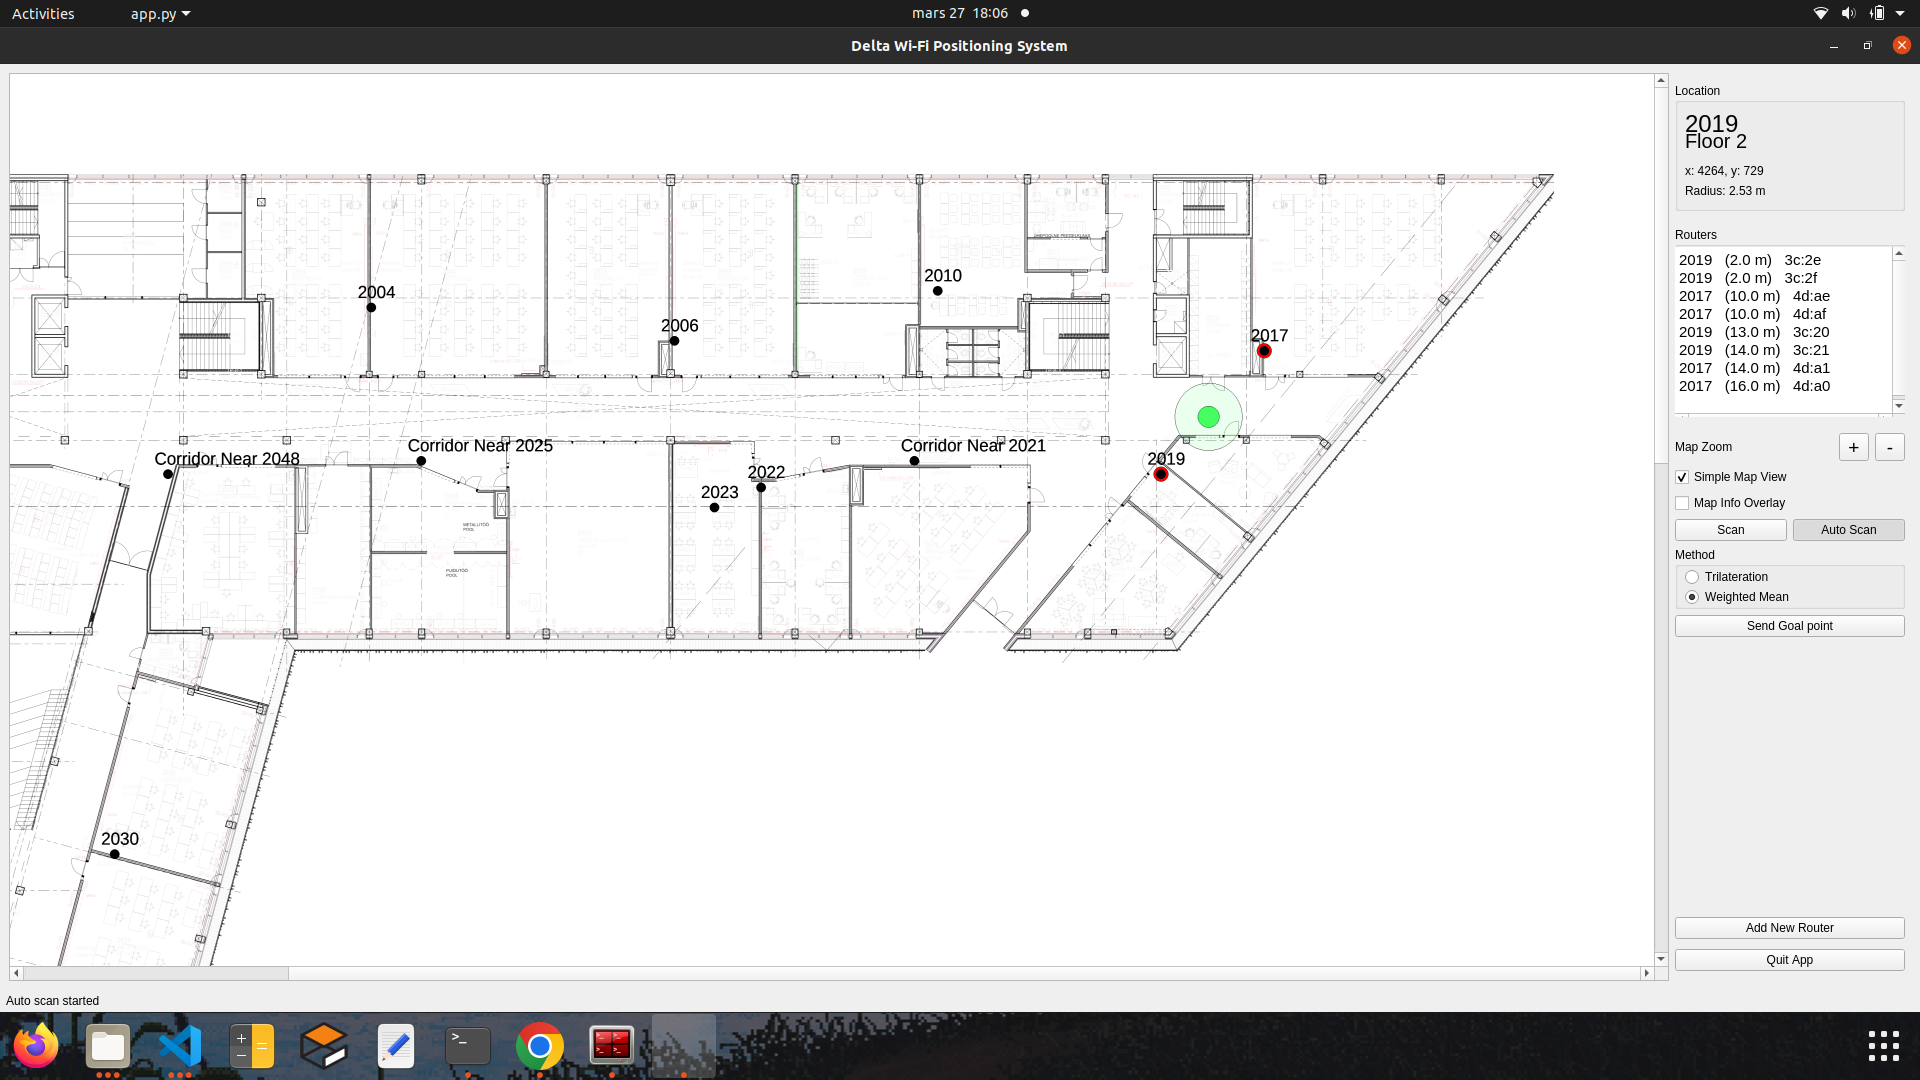 Activities
app.py
mars 27 18:06
Delta Wi-Fi Positioning System
Location
2019
Floor 2
x: 4264, y: 729
Radius: 2.53 m
Routers
2019 (2.0 m) 3c:2e
2019 (2.0 m) 3c:2f
2017 (10.0 m) 4d:ae
2017 (10.0 m) 4d:af
2019 (13.0 m) 3c:20
2019 (14.0 m) 3c:21
2017 (14.0 m) 4d:a1
2017 (16.0 m) 4d:a0
Map Zoom
+
-
Simple Map View
Map Info Overlay
Scan
Auto Scan
Method
Trilateration
Weighted Mean
Send Goal point
Add New Router
Quit App
2010
2004
2006
2017
Corridor Near 2048
Corridor Near 2025
Corridor Near 2021
2019
2022
2023
METALLITÖÖ
POOL
PUIDUTÖÖ
POOL
2030
Auto scan started